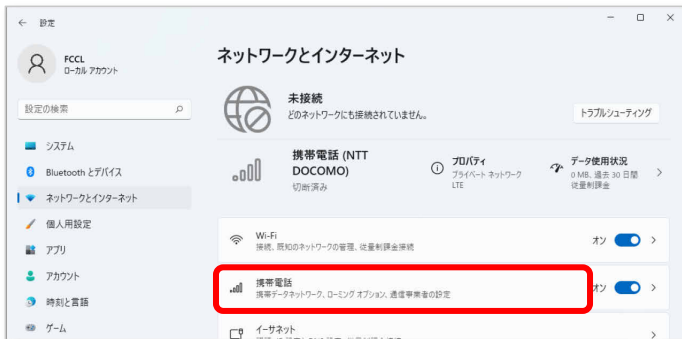 設定
FCCL
ローカル アカウント
設定の検索
システム
Bluetooth とデバイス
ネットワークとインターネット
個人用設定
アプリ
アカウント
時刻と言語
ゲーム
ネットワークとインターネット
未接続
どのネットワークにも接続されていません。
トラブルシューティング
携帯電話 (NTT
DOCOMO)
切断済み
プロパティ
プライベート ネットワーク
LTE
データ使用状況
0 MB、過去 30 日間
従量制課金
Wi-Fi
接続、既知のネットワークの管理、従量制課金接続
オン
携帯電話
携帯データネットワーク、ローミング オプション、通信事業者の設定
オン
イーサネット